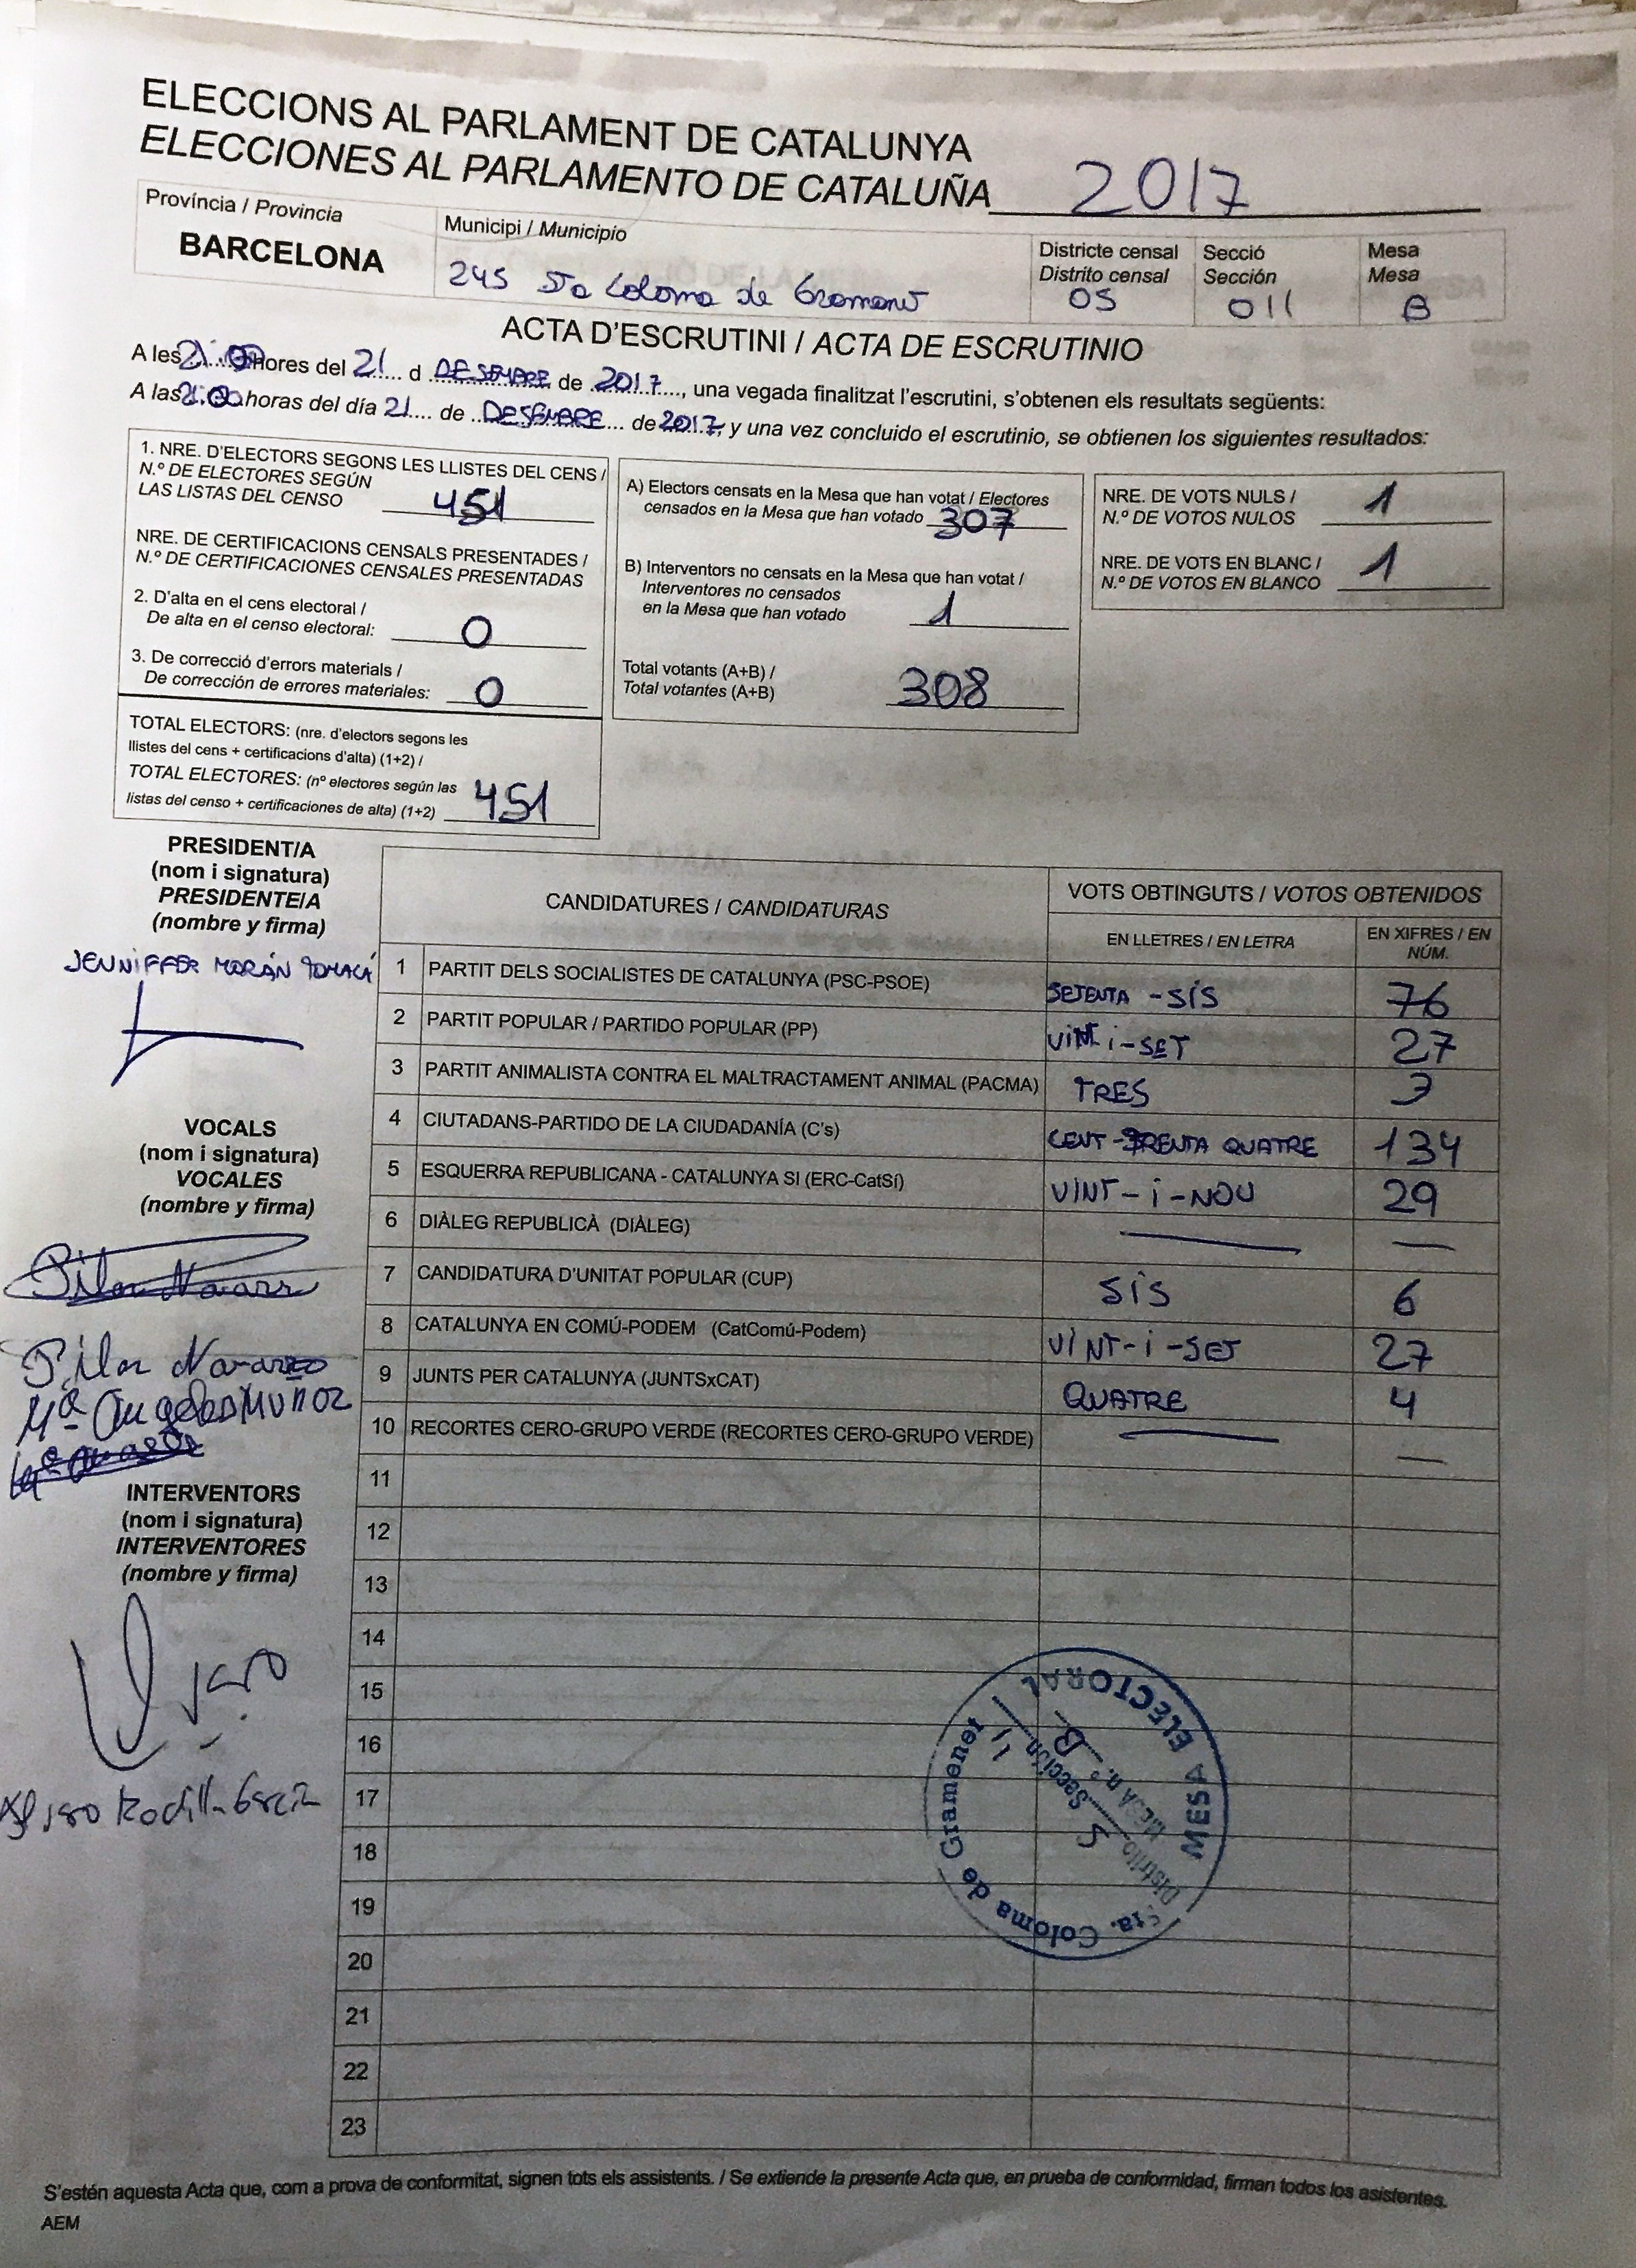 ELECCIONS AL PARLAMENT DE CATALUNYA
ELECCIONES AL PARLAMENTO DE CATALUÑA 2017
Província / Provincia
BARCELONA
Municipi / Municipio
245 Sta Coloma de Gramanet
Districte censal
Distrito censal
05
Secció
Sección
011
Mesa
Mesa
B
ACTA D'ESCRUTINI / ACTA DE ESCRUTINIO
A les 21:00 hores del 21 d DESEMBRE de 2017, una vegada finalitzat l'escrutini, s'obtenen els resultats següents:
A las 21:00 horas del día 21 de DESEMBRE de 2017, y una vez concluido el escrutinio, se obtienen los siguientes resultados:
1. NRE. D'ELECTORS SEGONS LES LLISTES DEL CENS /
N.º DE ELECTORES SEGÚN
LAS LISTAS DEL CENSO 451
NRE. DE CERTIFICACIONS CENSALS PRESENTADES /
N.º DE CERTIFICACIONES CENSALES PRESENTADAS
2. D'alta en el cens electoral /
De alta en el censo electoral: 0
3. De correcció d'errors materials /
De corrección de errores materiales: 0
TOTAL ELECTORS: (nre. d'electors segons les
llistes del cens + certificacions d'alta) (1+2) /
TOTAL ELECTORES: (nº electores según las
listas del censo + certificaciones de alta) (1+2) 451
A) Electors censats en la Mesa que han votat / Electores
censados en la Mesa que han votado 307
B) Interventors no censats en la Mesa que han votat /
Interventores no censados
en la Mesa que han votado 1
Total votants (A+B) /
Total votantes (A+B) 308
NRE. DE VOTS NULS /
N.º DE VOTOS NULOS 1
NRE. DE VOTS EN BLANC /
N.º DE VOTOS EN BLANCO 1
PRESIDENT/A
(nom i signatura)
PRESIDENTE/A
(nombre y firma)
JENNIFFER MORÁN TOMACÁ
VOCALS
(nom i signatura)
VOCALES
(nombre y firma)
Pilar Navarro
Pilar Navarro
Mª Angeles MUÑOZ
INTERVENTORS
(nom i signatura)
INTERVENTORES
(nombre y firma)
CANDIDATURES / CANDIDATURAS
VOTS OBTINGUTS / VOTOS OBTENIDOS
EN LLETRES / EN LETRA
EN XIFRES / EN
NÚM.
1 PARTIT DELS SOCIALISTES DE CATALUNYA (PSC-PSOE) SETENTA-SIS 76
2 PARTIT POPULAR / PARTIDO POPULAR (PP) VINT i-SET 27
3 PARTIT ANIMALISTA CONTRA EL MALTRACTAMENT ANIMAL (PACMA) TRES 3
4 CIUTADANS-PARTIDO DE LA CIUDADANÍA (C's) CENT-TRENTA QUATRE 134
5 ESQUERRA REPUBLICANA - CATALUNYA SI (ERC-CatSí) VINT-i-NOU 29
6 DIÀLEG REPUBLICÀ (DIÀLEG) — —
7 CANDIDATURA D'UNITAT POPULAR (CUP) SIS 6
8 CATALUNYA EN COMÚ-PODEM (CatComú-Podem) VINT-i-SET 27
9 JUNTS PER CATALUNYA (JUNTSxCAT) QUATRE 4
10 RECORTES CERO-GRUPO VERDE (RECORTES CERO-GRUPO VERDE) — —
11
12
13
14
15
16
17
18
19
20
21
22
23
MESA ELECTORAL
Sta. Coloma de Gramenet
Distrito 5 Sección 11
MESA n.º B
S'estén aquesta Acta que, com a prova de conformitat, signen tots els assistents. / Se extiende la presente Acta que, en prueba de conformidad, firman todos los asistentes.
AEM